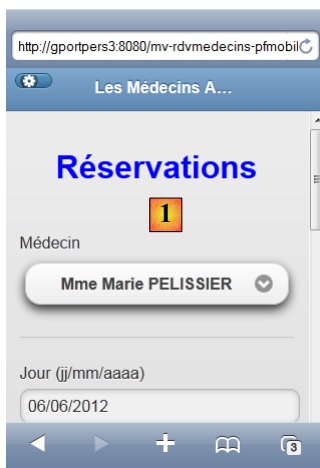 http://gportpers3:8080/mv-rdvmedecins-pfmobil
Les Médecins A...
Réservations
1
Médecin
Mme Marie PELISSIER
Jour (jj/mm/aaaa)
06/06/2012
3